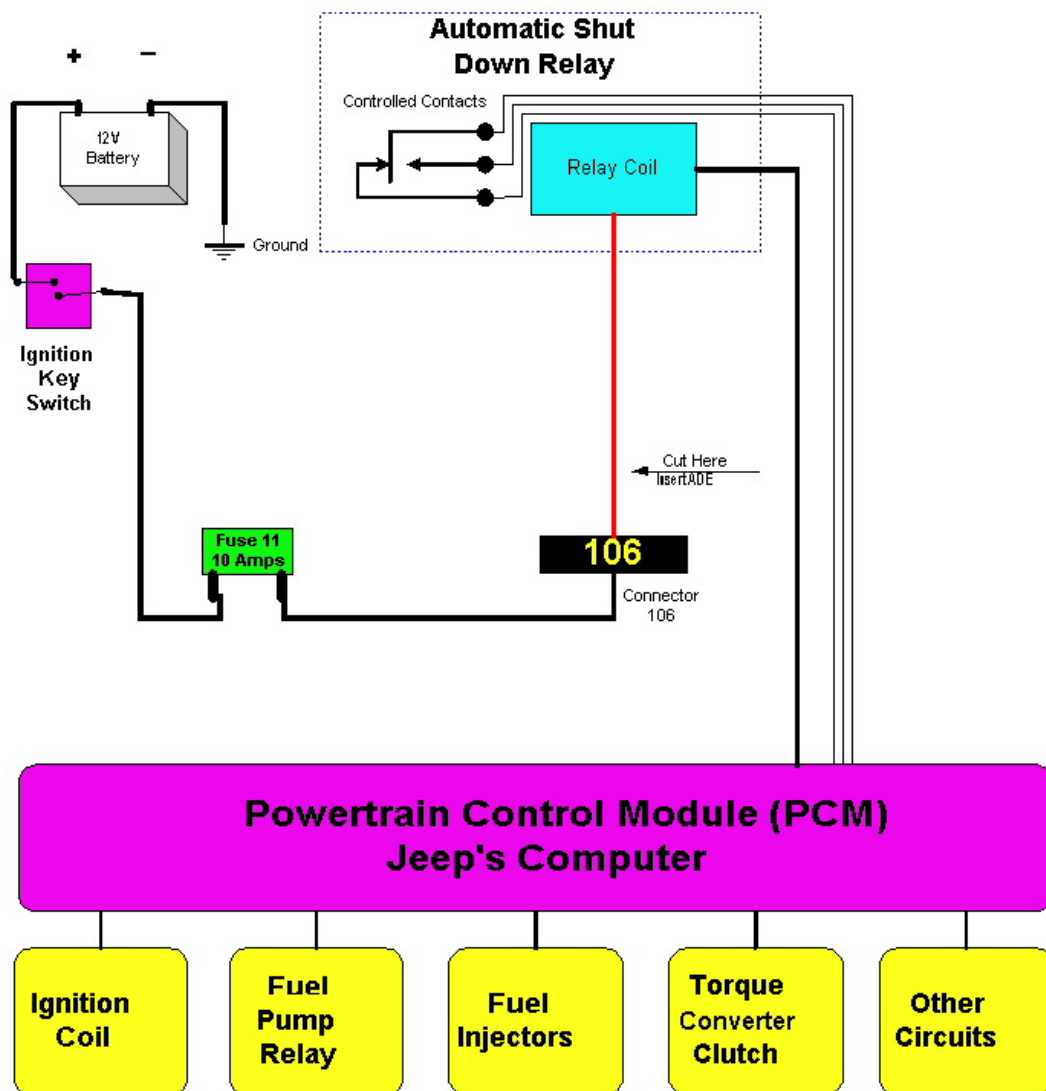 Automatic Shut
Down Relay
+ −
Controlled Contacts
12V
Battery
Relay Coil
Ground
Ignition
Key
Switch
Cut Here
Insert ADE
Fuse 11
10 Amps
106
Connector
106
Powertrain Control Module (PCM)
Jeep's Computer
Ignition
Coil
Fuel
Pump
Relay
Fuel
Injectors
Torque
Converter
Clutch
Other
Circuits